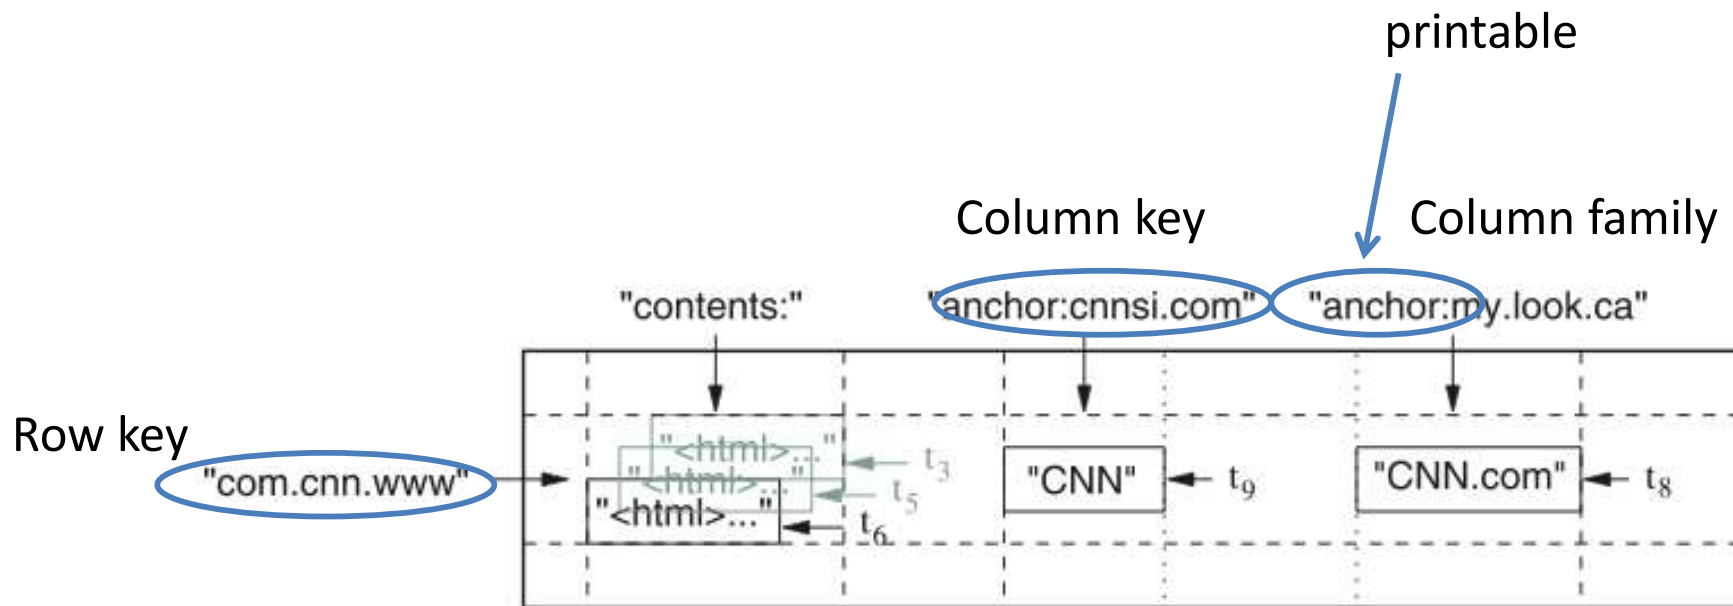 printable
Column key
Column family
"contents:"
"anchor:cnnsi.com"
"anchor:my.look.ca"
Row key
"com.cnn.www"
"<html>..."
t3
"<html>..."
t5
"<html>..."
t6
"CNN"
t9
"CNN.com"
t8